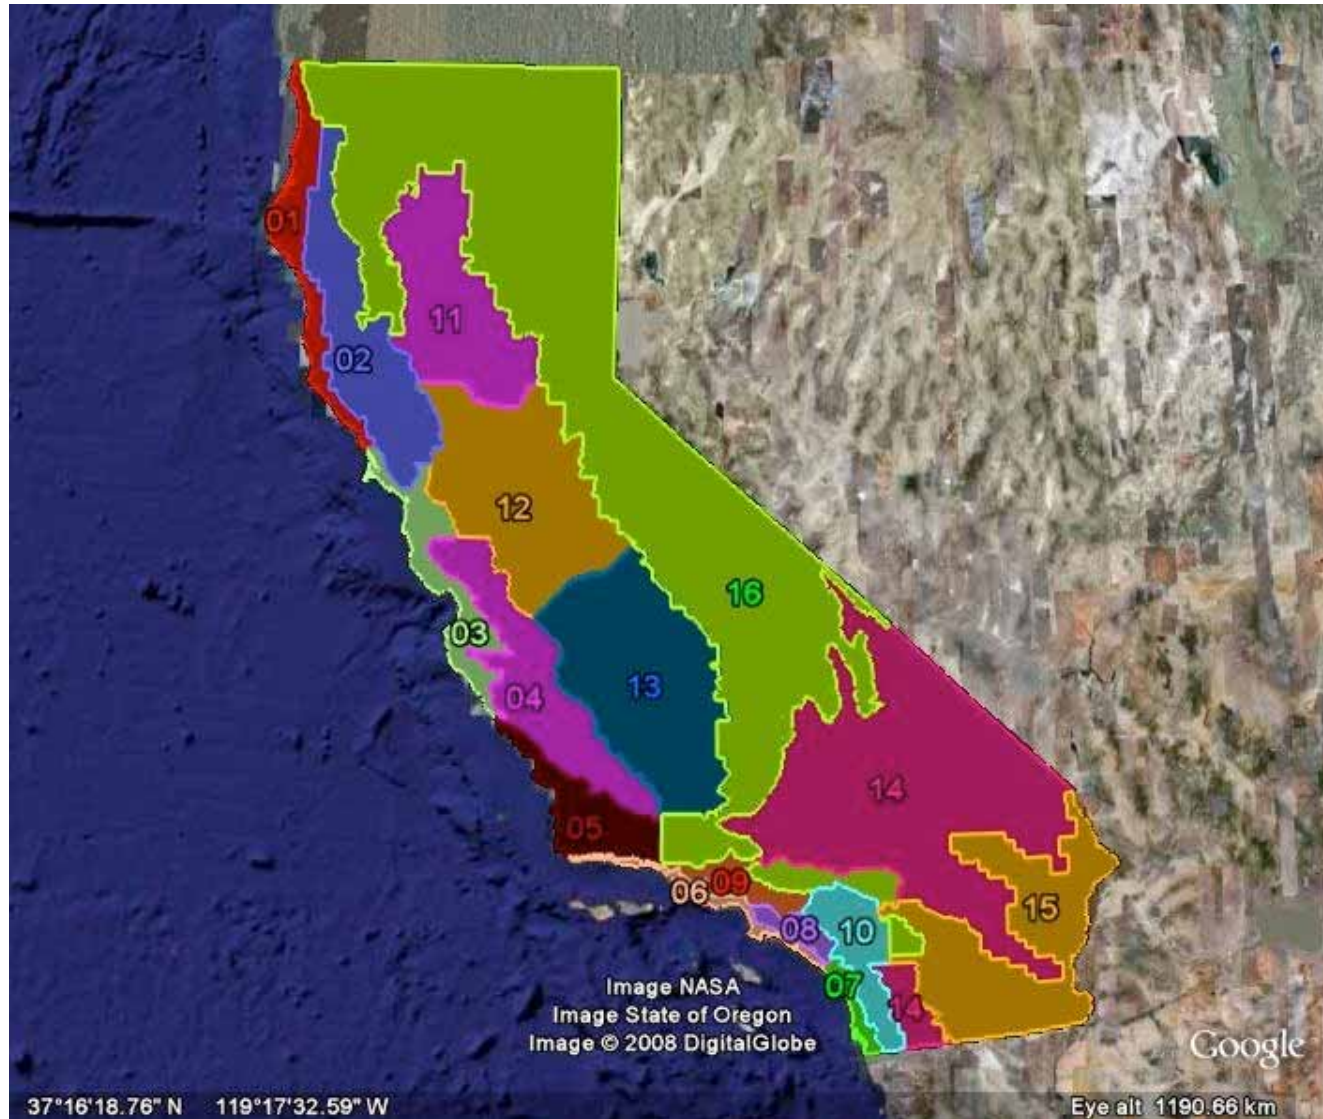 01
11
02
12
16
03
13
04
14
05
06 09
15
08 10
07
14
Image NASA
Image State of Oregon
Image © 2008 DigitalGlobe
Google
37°16'18.76" N 119°17'32.59" W
Eye alt 1190.66 km